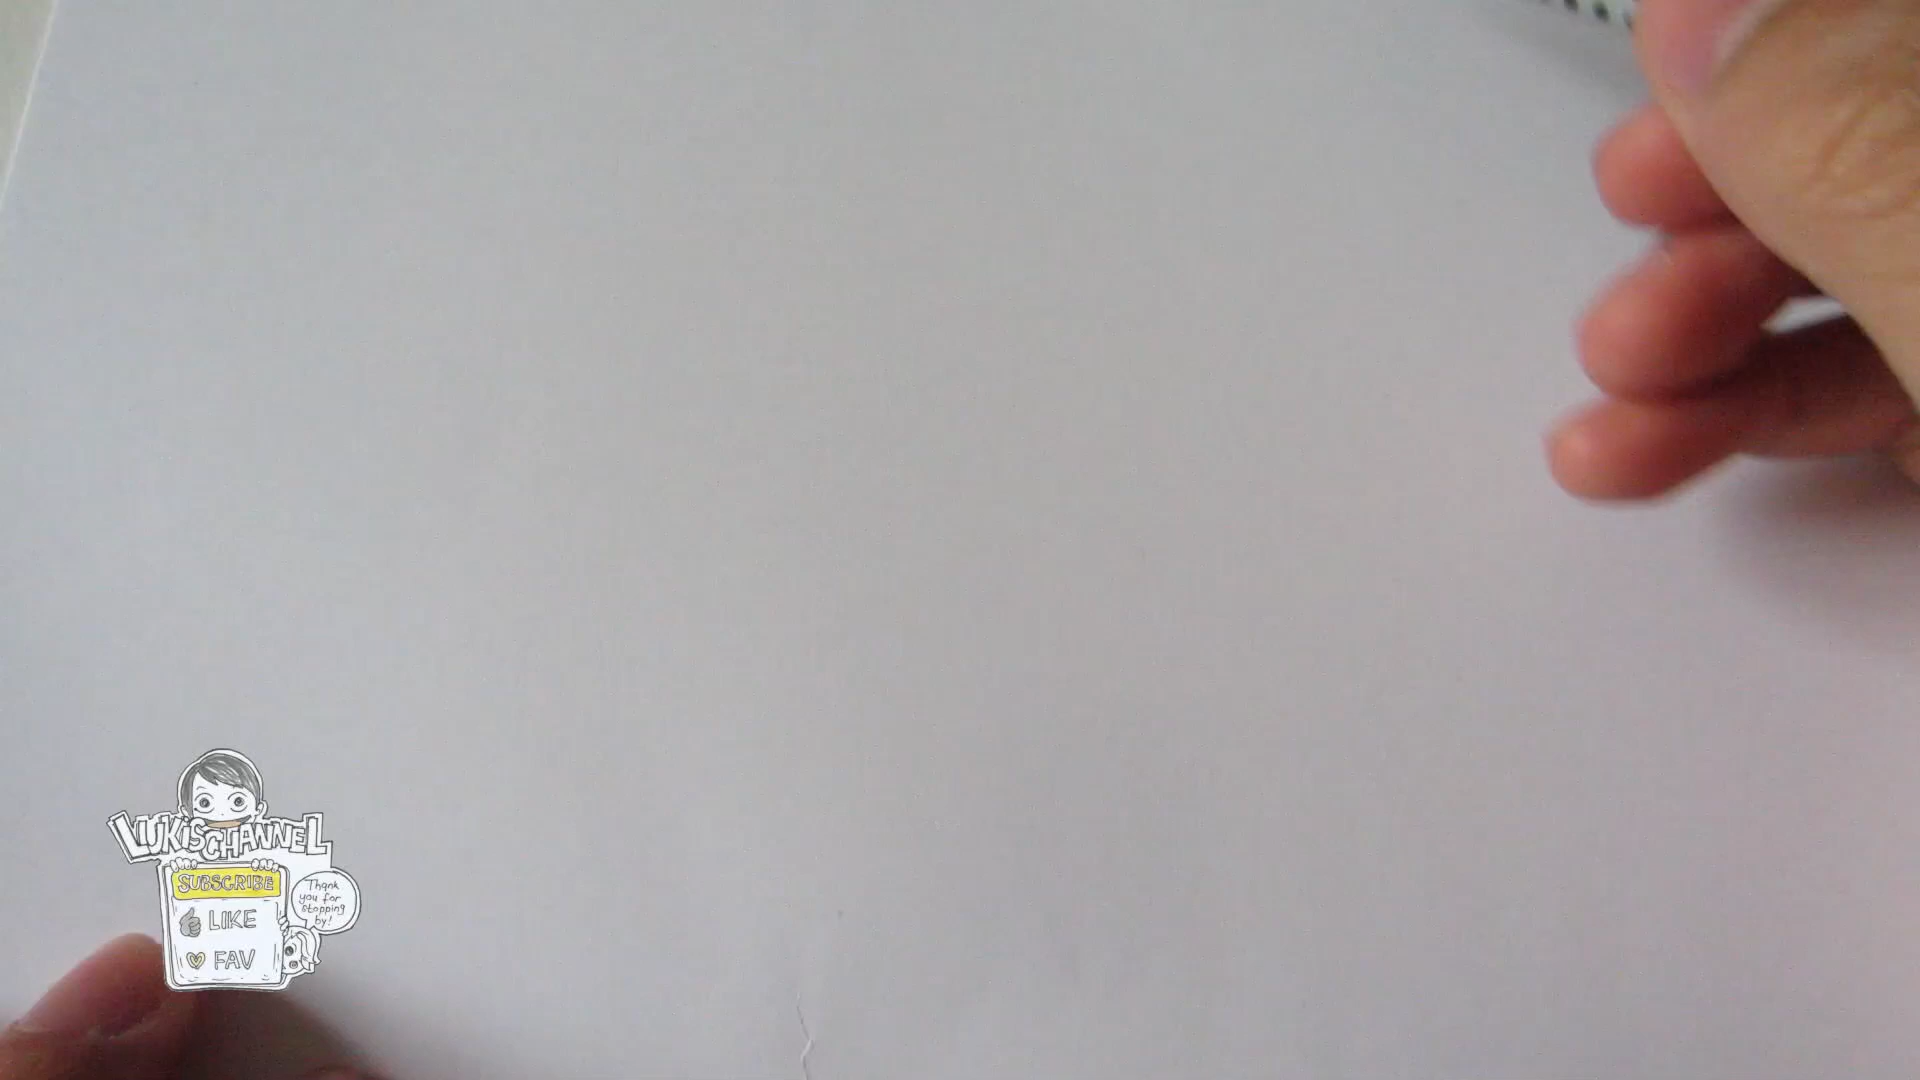 LUKiSCHANNEL
SUBSCRIBE
LIKE
FAV
Thank
you for
stopping
by!